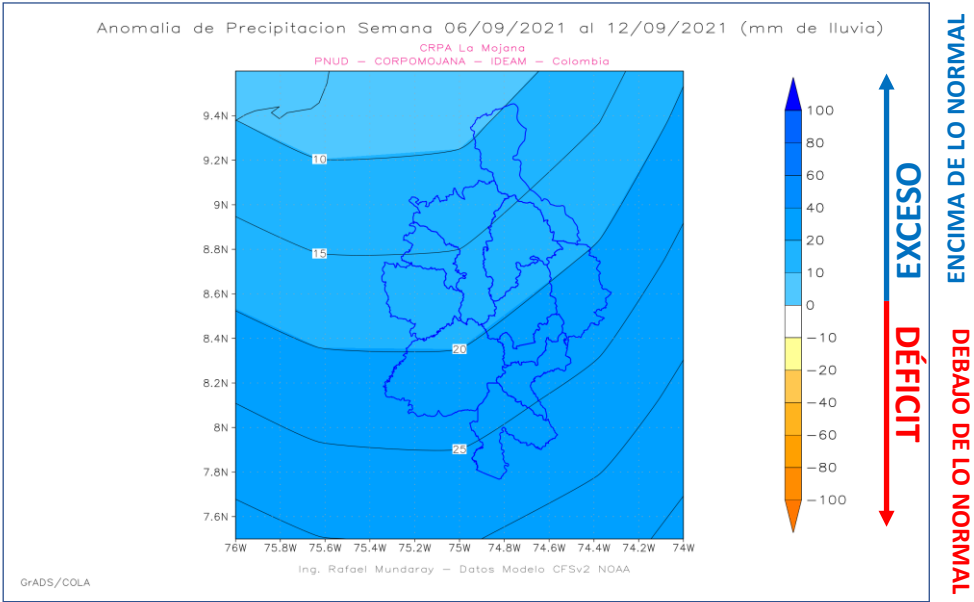 Anomalia de Precipitacion Semana 06/09/2021 al 12/09/2021 (mm de lluvia)
CRPA La Mojana
PNUD – CORPOMOJANA – IDEAM – Colombia
9.4N
9.2N
9N
8.8N
8.6N
8.4N
8.2N
8N
7.8N
7.6N
10
15
20
25
76W 75.8W 75.6W 75.4W 75.2W 75W 74.8W 74.6W 74.4W 74.2W 74W
Ing. Rafael Mundaray – Datos Modelo CFSv2 NOAA
GrADS/COLA
100
80
60
40
20
10
0
−10
−20
−40
−60
−80
−100
EXCESO
DÉFICIT
ENCIMA DE LO NORMAL
DEBAJO DE LO NORMAL